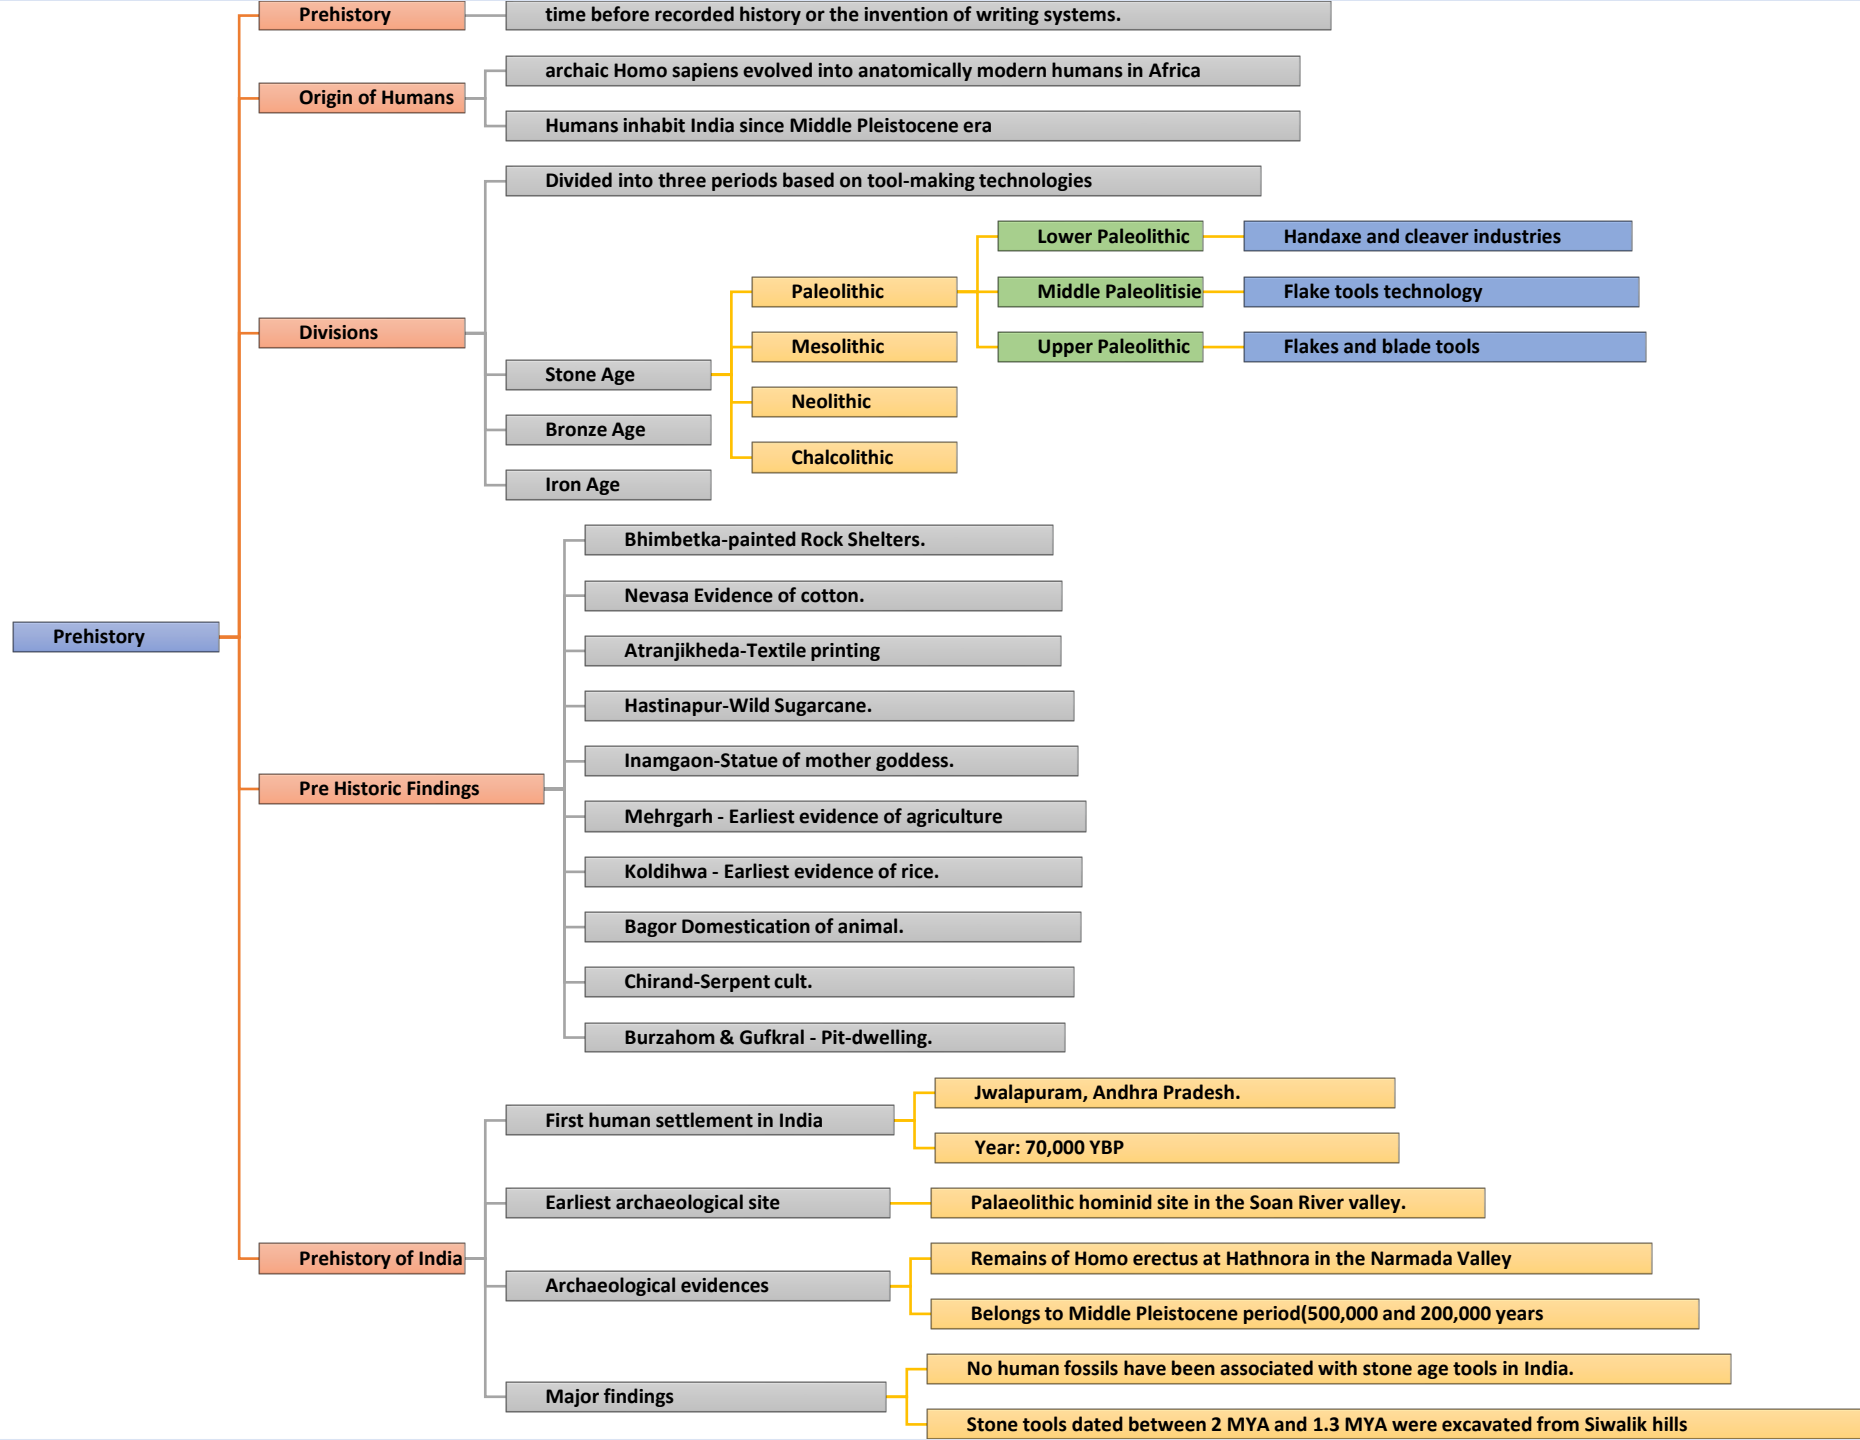 Prehistory
Prehistory
time before recorded history or the invention of writing systems.
Origin of Humans
archaic Homo sapiens evolved into anatomically modern humans in Africa
Humans inhabit India since Middle Pleistocene era
Divisions
Divided into three periods based on tool-making technologies
Stone Age
Paleolithic
Lower Paleolithic
Handaxe and cleaver industries
Middle Paleolitisie
Flake tools technology
Upper Paleolithic
Flakes and blade tools
Mesolithic
Neolithic
Chalcolithic
Bronze Age
Iron Age
Pre Historic Findings
Bhimbetka-painted Rock Shelters.
Nevasa Evidence of cotton.
Atranjikheda-Textile printing
Hastinapur-Wild Sugarcane.
Inamgaon-Statue of mother goddess.
Mehrgarh - Earliest evidence of agriculture
Koldihwa - Earliest evidence of rice.
Bagor Domestication of animal.
Chirand-Serpent cult.
Burzahom & Gufkral - Pit-dwelling.
Prehistory of India
First human settlement in India
Jwalapuram, Andhra Pradesh.
Year: 70,000 YBP
Earliest archaeological site
Palaeolithic hominid site in the Soan River valley.
Archaeological evidences
Remains of Homo erectus at Hathnora in the Narmada Valley
Belongs to Middle Pleistocene period(500,000 and 200,000 years
Major findings
No human fossils have been associated with stone age tools in India.
Stone tools dated between 2 MYA and 1.3 MYA were excavated from Siwalik hills